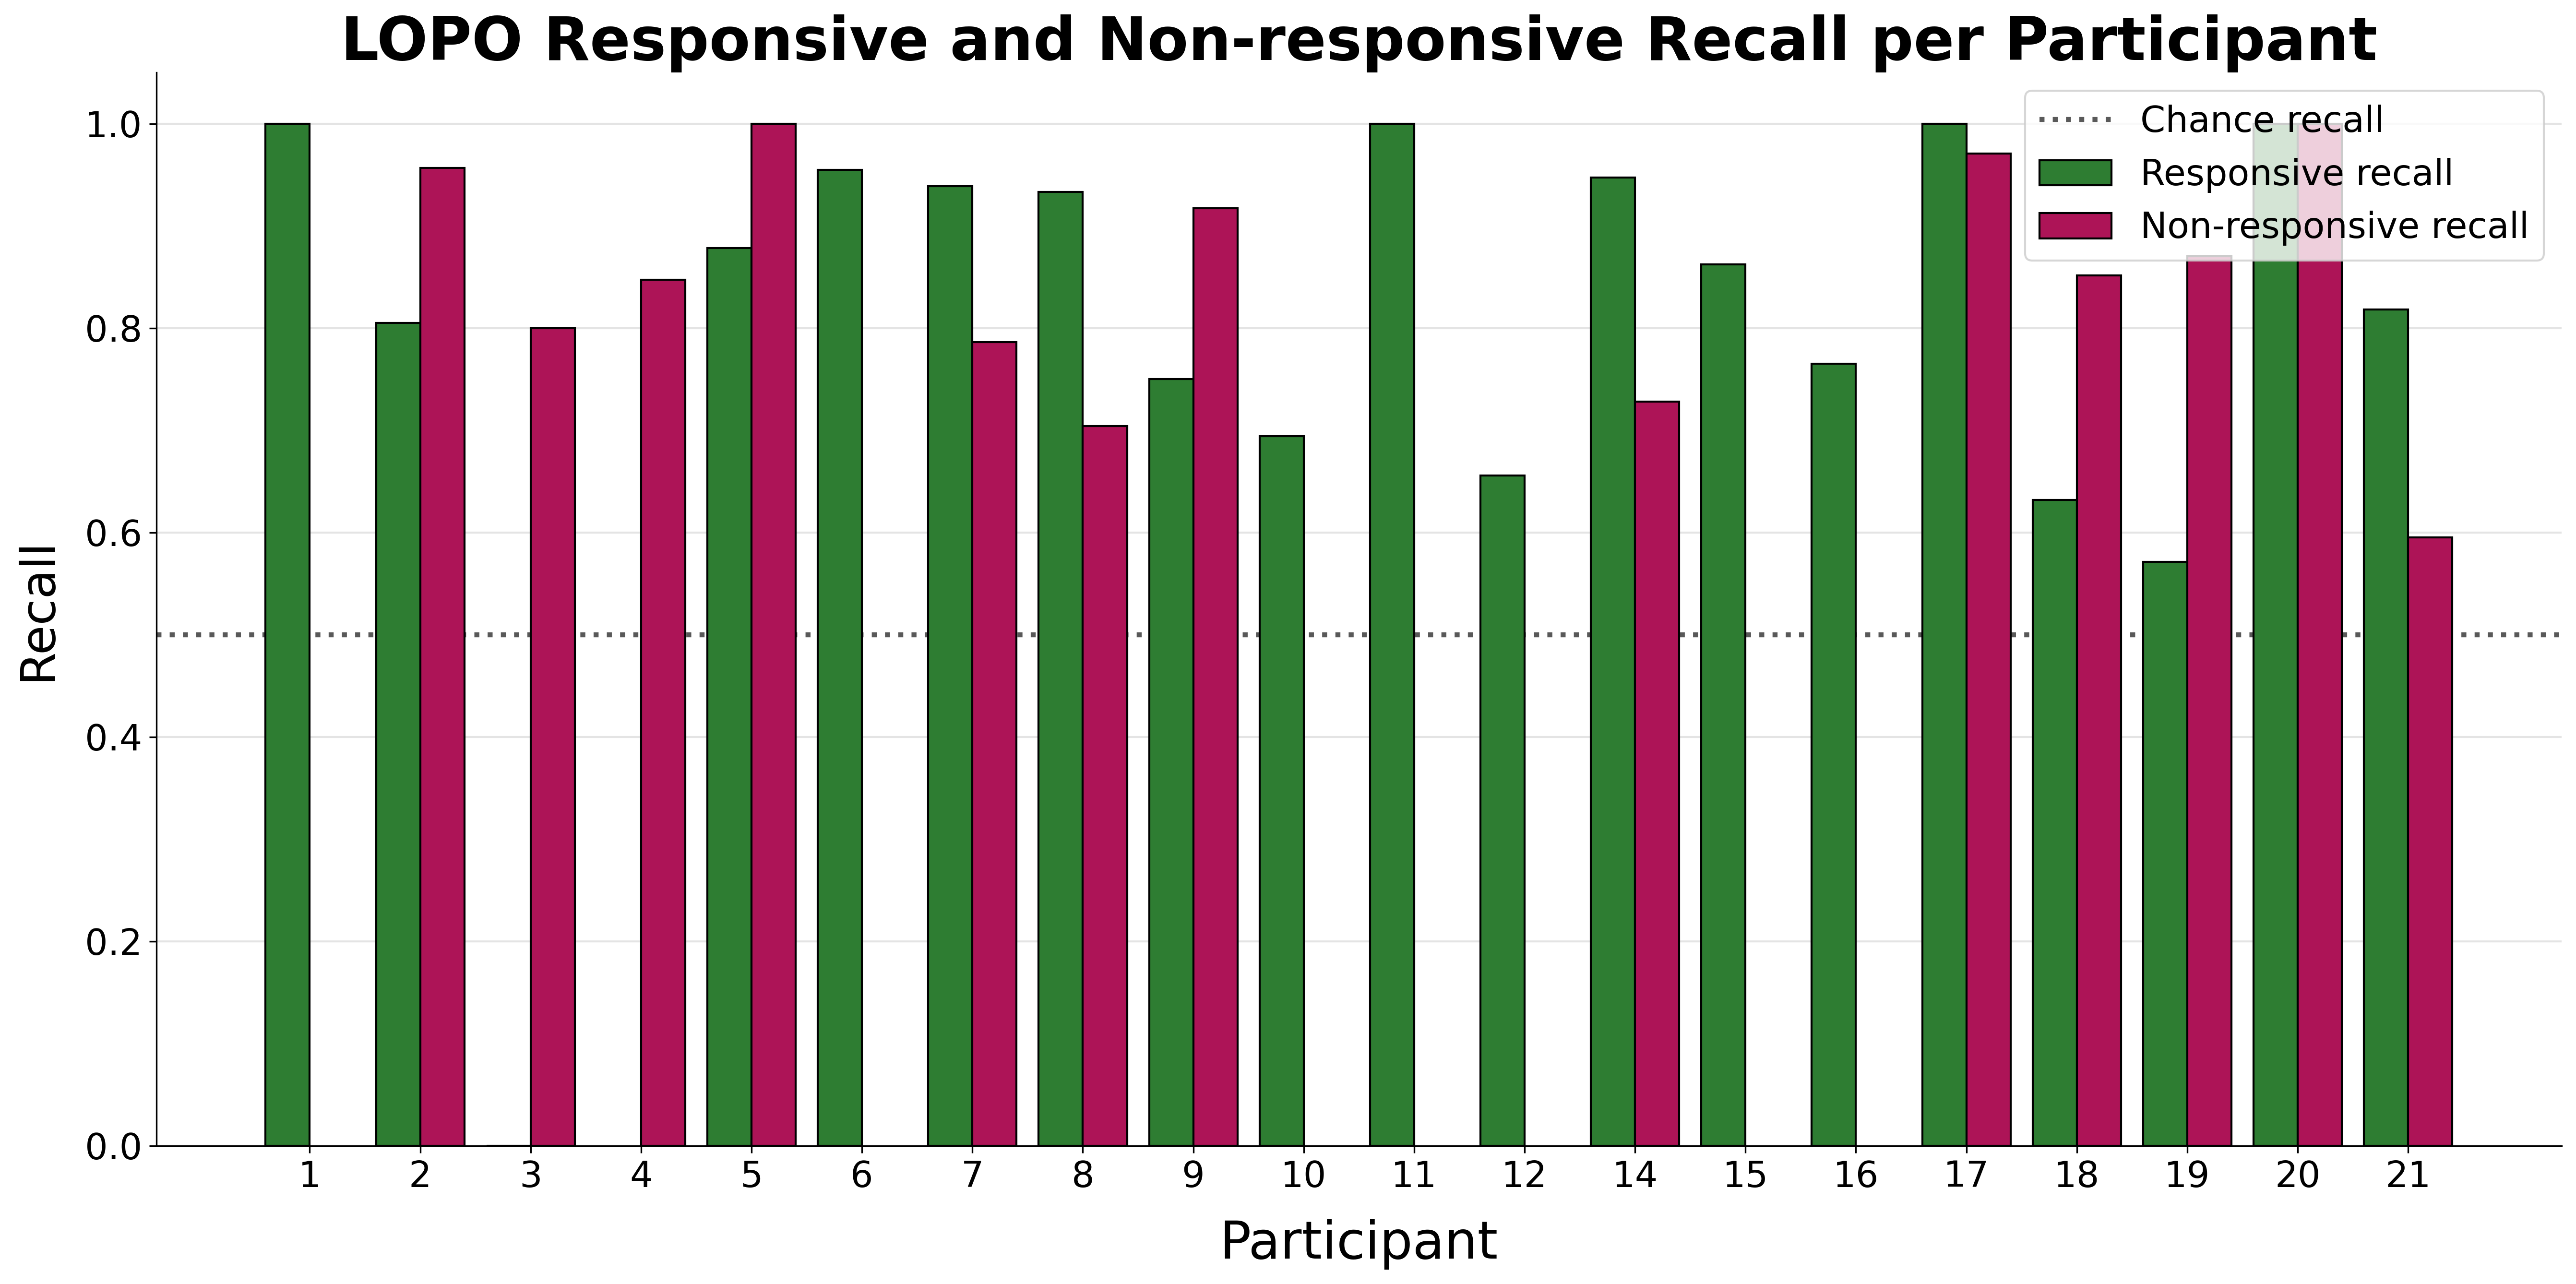 LOPO Responsive and Non-responsive Recall per Participant
Chance recall
Responsive recall
Non-responsive recall
1.0
0.8
0.6
0.4
0.2
0.0
Recall
1 2 3 4 5 6 7 8 9 10 11 12 14 15 16 17 18 19 20 21
Participant